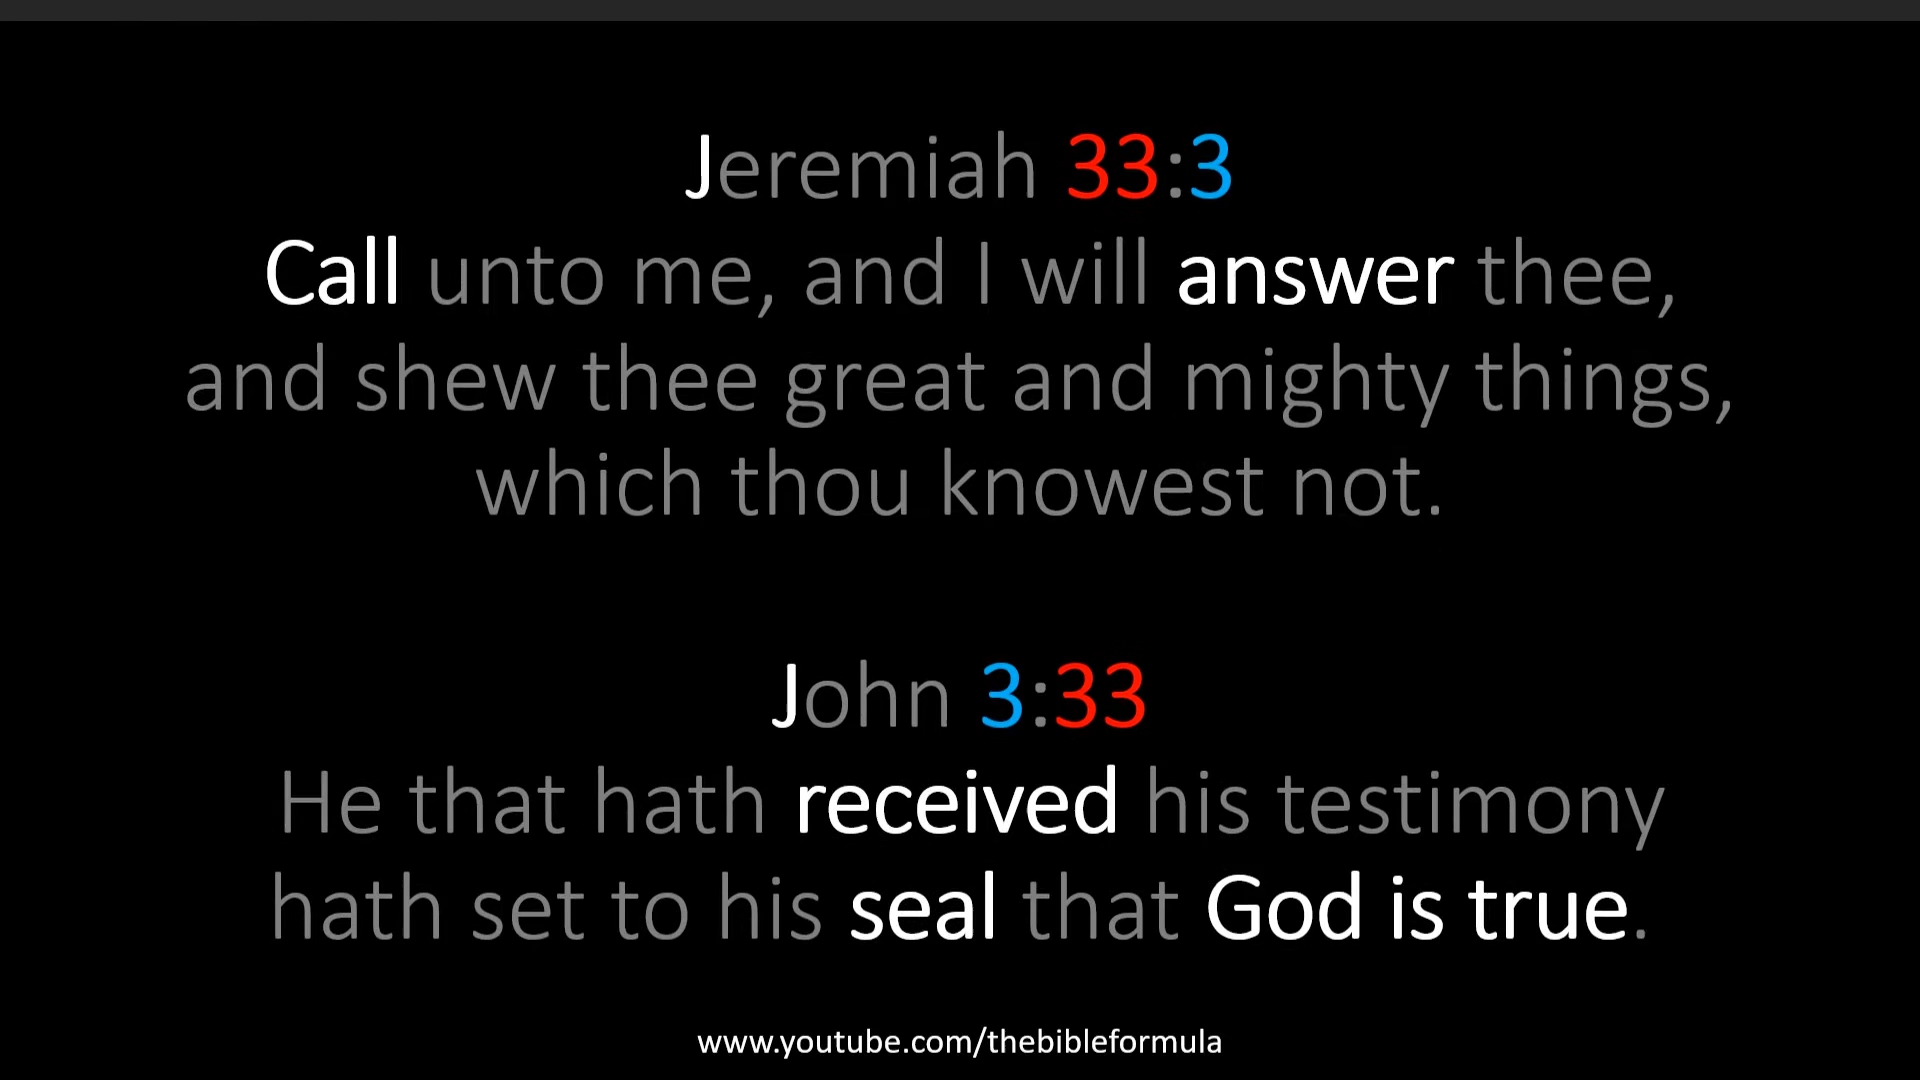 Jeremiah 33:3
Call unto me, and I will answer thee,
and shew thee great and mighty things,
which thou knowest not.
John 3:33
He that hath received his testimony
hath set to his seal that God is true.
www.youtube.com/thebibleformula